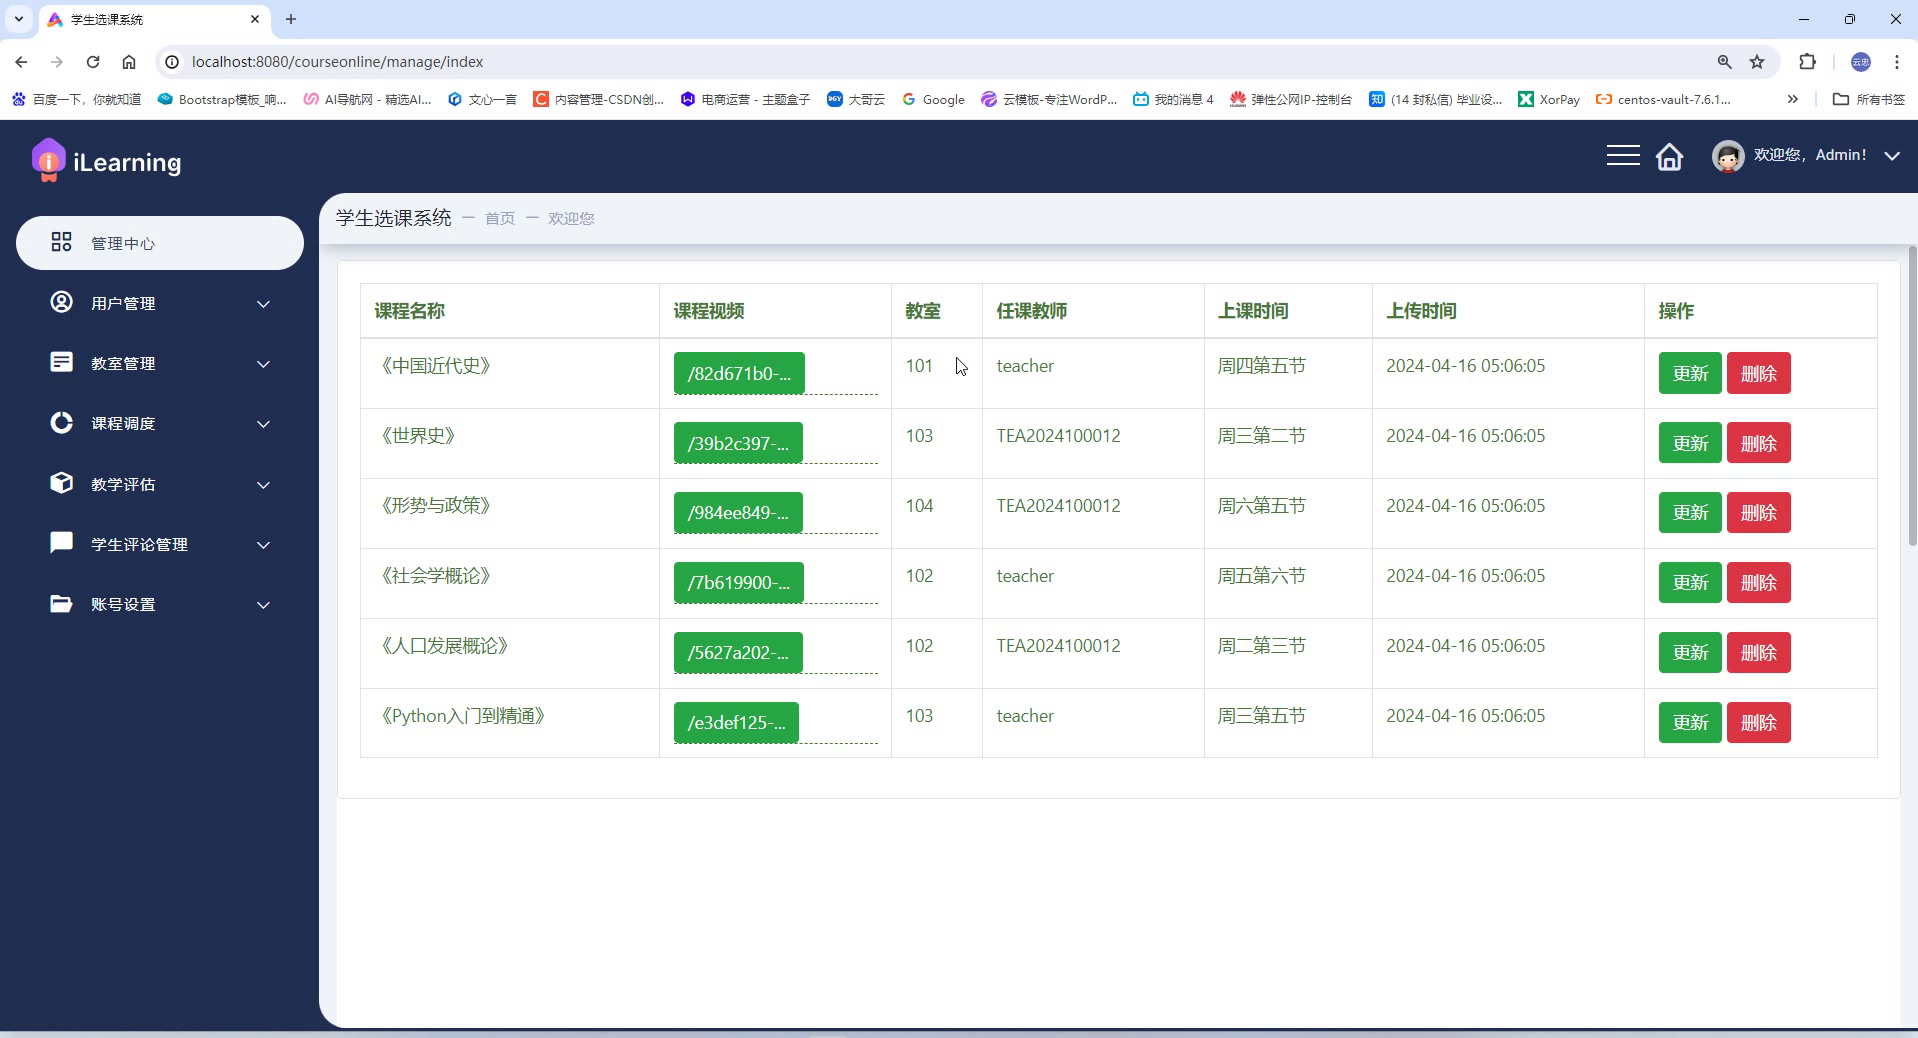 学生选课系统
localhost:8080/courseonline/manage/index
云忠
百度一下，你就知道 Bootstrap模板_响... AI导航网 - 精选AI... 文心一言 内容管理-CSDN创... 电商运营 - 主题盒子 大哥云 Google 云模板-专注WordP... 我的消息 4 弹性公网IP-控制台 (14 封私信) 毕业设... XorPay centos-vault-7.6.1... 所有书签
iLearning
欢迎您，Admin！
学生选课系统 — 首页 — 欢迎您
管理中心
用户管理
教室管理
课程调度
教学评估
学生评论管理
账号设置
课程名称 课程视频 教室 任课教师 上课时间 上传时间 操作
《中国近代史》 /82d671b0-... 101 teacher 周四第五节 2024-04-16 05:06:05 更新 删除
《世界史》 /39b2c397-... 103 TEA2024100012 周三第二节 2024-04-16 05:06:05 更新 删除
《形势与政策》 /984ee849-... 104 TEA2024100012 周六第五节 2024-04-16 05:06:05 更新 删除
《社会学概论》 /7b619900-... 102 teacher 周五第六节 2024-04-16 05:06:05 更新 删除
《人口发展概论》 /5627a202-... 102 TEA2024100012 周二第三节 2024-04-16 05:06:05 更新 删除
《Python入门到精通》 /e3def125-... 103 teacher 周三第五节 2024-04-16 05:06:05 更新 删除